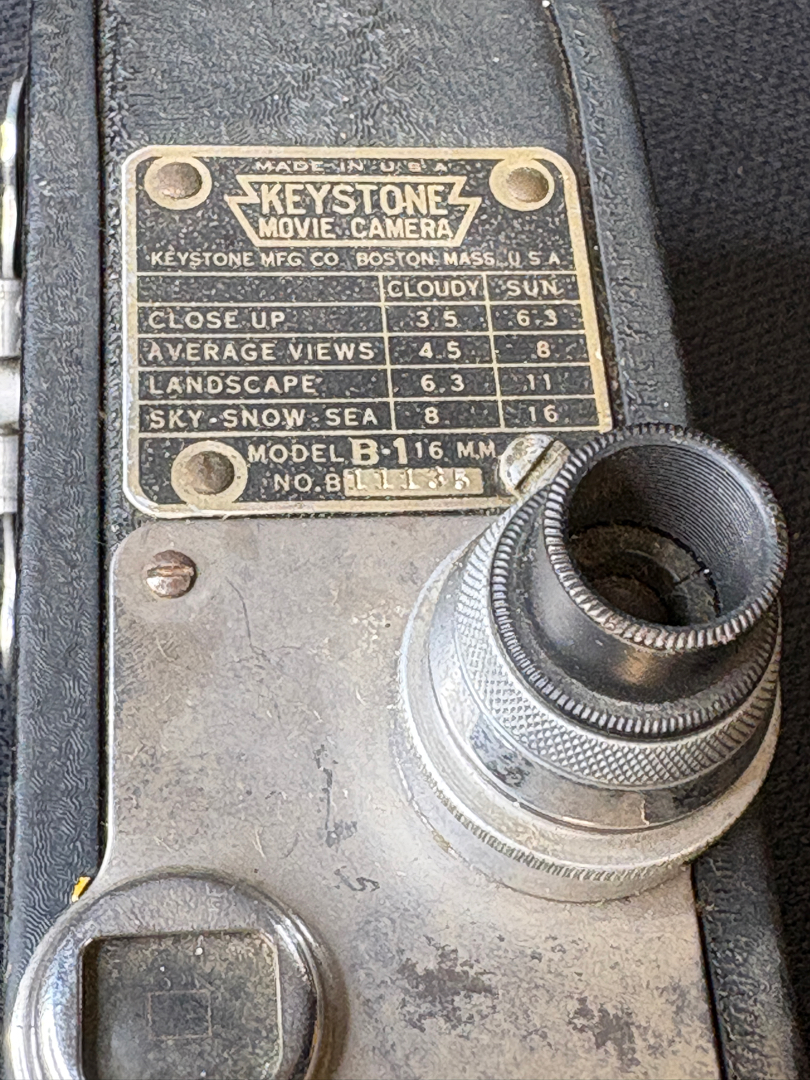 MADE IN U S A
KEYSTONE
MOVIE CAMERA
KEYSTONE MFG CO BOSTON MASS. U S A
CLOUDY SUN
CLOSE UP 3.5 6.3
AVERAGE VIEWS 4.5 8
LANDSCAPE 6.3 11
SKY-SNOW-SEA 8 16
MODEL B-1 16 M.M.
NO. B 11135